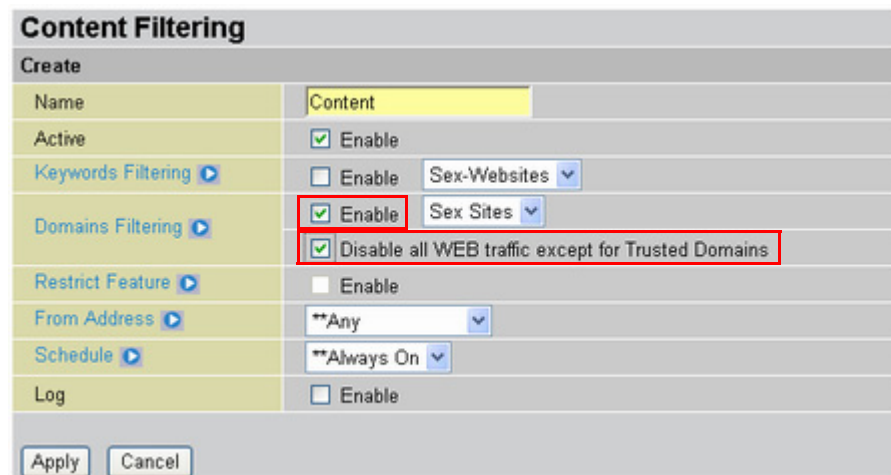 Content Filtering
Create
Name Content
Active Enable
Keywords Filtering Enable Sex-Websites
Domains Filtering Enable Sex Sites
Disable all WEB traffic except for Trusted Domains
Restrict Feature Enable
From Address **Any
Schedule **Always On
Log Enable
Apply Cancel